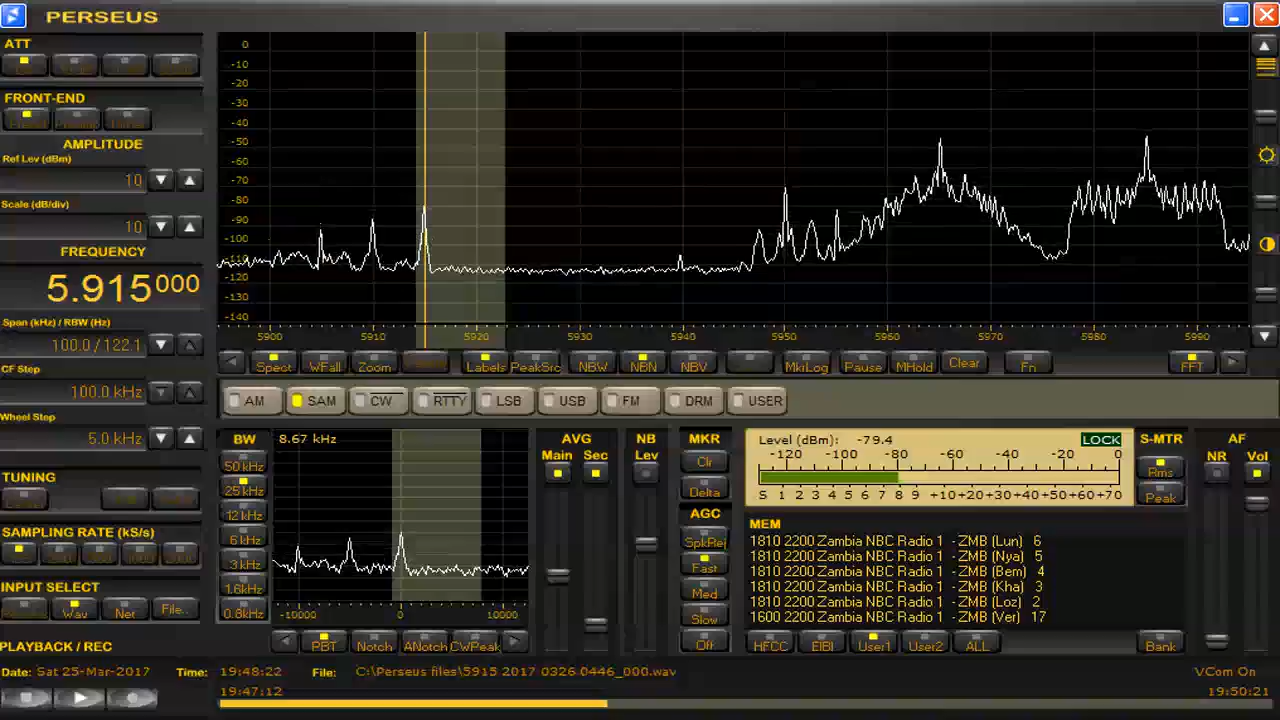 PERSEUS
ATT
FRONT-END
AMPLITUDE
Ref Lev (dBm)
10
Scale (dB/div)
10
FREQUENCY
5.915000
Span (kHz) / RBW (Hz)
100.0 / 122.1
CF Step
100.0 kHz
Wheel Step
5.0 kHz
TUNING
SAMPLING RATE (kS/s)
INPUT SELECT
Wav Net File..
PLAYBACK / REC
0
-10
-20
-30
-40
-50
-60
-70
-80
-90
-100
-110
-120
-130
-140
5900 5910 5920 5930 5940 5950 5960 5970 5980 5990
Spect WFall Zoom Labels PeakSrc NBW NBN NBV MkiLog Pause MHold Clear Fn FFT
AM SAM CW RTTY LSB USB FM DRM USER
BW
50 kHz
25 kHz
12 kHz
6 kHz
3 kHz
1.6kHz
0.8kHz
8.67 kHz
-10000 0 10000
PBT Notch ANotch CWPeak
AVG
Main Sec
NB
Lev
MKR
Clr
Delta
AGC
SpkRej
Fast
Med
Slow
Off
Level (dBm): -79.4 LOCK
-120 -100 -80 -60 -40 -20 0
S 1 2 3 4 5 6 7 8 9 +10 +20 +30 +40 +50 +60 +70
S-MTR
Rms
Peak
AF
NR Vol
MEM
1810 2200 Zambia NBC Radio 1 - ZMB (Lun) 6
1810 2200 Zambia NBC Radio 1 - ZMB (Nya) 5
1810 2200 Zambia NBC Radio 1 - ZMB (Bem) 4
1810 2200 Zambia NBC Radio 1 - ZMB (Kha) 3
1810 2200 Zambia NBC Radio 1 - ZMB (Loz) 2
1600 2200 Zambia NBC Radio 1 - ZMB (Ver) 17
HFCC EIBI User1 User2 ALL Bank
Date: Sat 25-Mar-2017 Time: 19:48:22 File: C:\Perseus files\5915 2017 0326 0446_000.wav VCom On
19:47:12 19:50:21